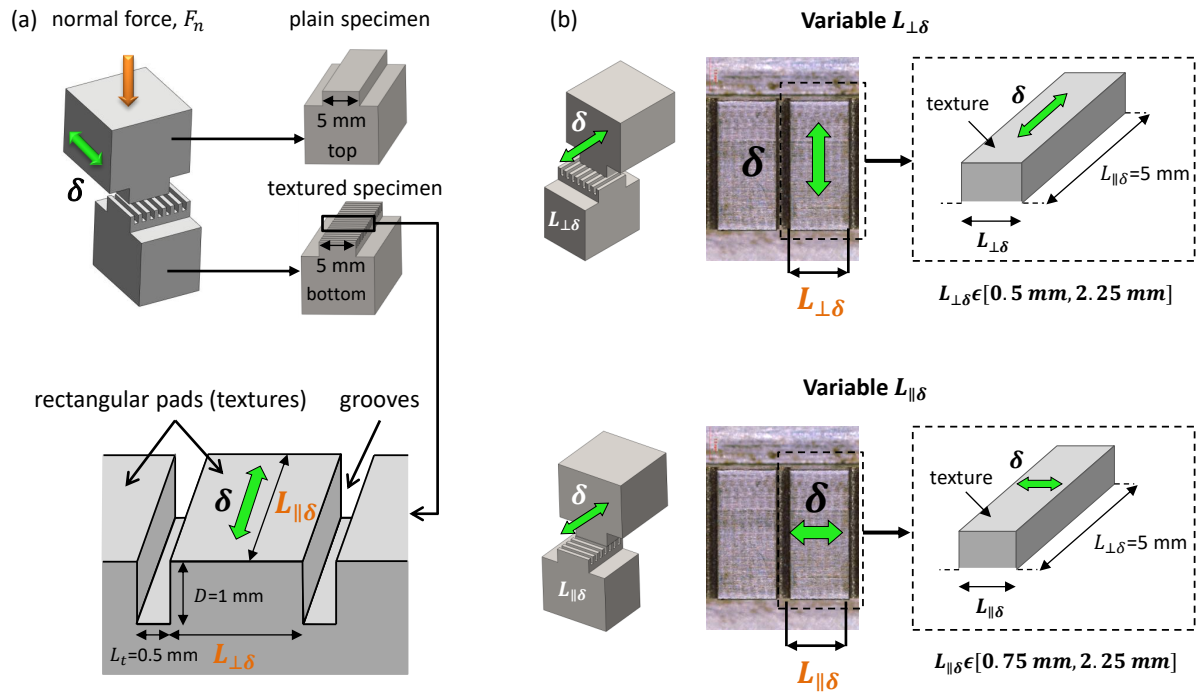 (a)
normal force, Fₙ
plain specimen
5 mm
top
δ
textured specimen
5 mm
bottom
rectangular pads (textures)
grooves
δ
L∥δ
D=1 mm
Lₜ=0.5 mm
L⊥δ
(b)
Variable L⊥δ
δ
L⊥δ
δ
L⊥δ
texture
δ
L∥δ=5 mm
L⊥δ
L⊥δϵ[0.5 mm, 2.25 mm]
Variable L∥δ
δ
L∥δ
δ
L∥δ
texture
δ
L⊥δ=5 mm
L∥δ
L∥δϵ[0.75 mm, 2.25 mm]